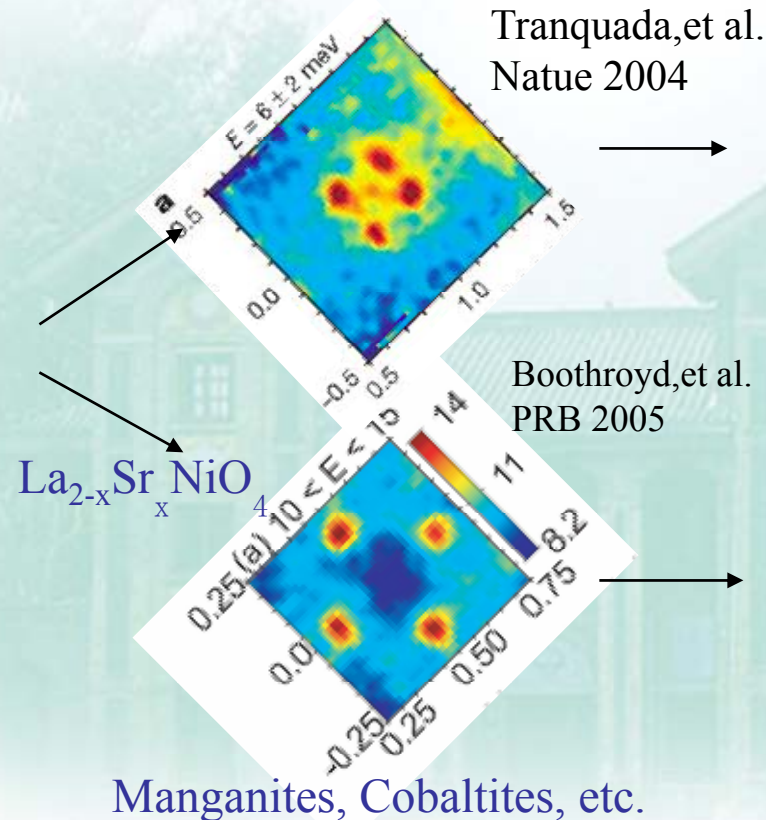 Tranquada,et al.
Natue 2004
E = 6 ± 2 meV
a
0.5
0.0
-0.5
0.5
1.0
1.5
Boothroyd,et al.
PRB 2005
La2-xSrxNiO4
(a) 10 < E < 15
14
11
8.2
0.25
0.0
-0.25
0.25
0.50
0.75
Manganites, Cobaltites, etc.